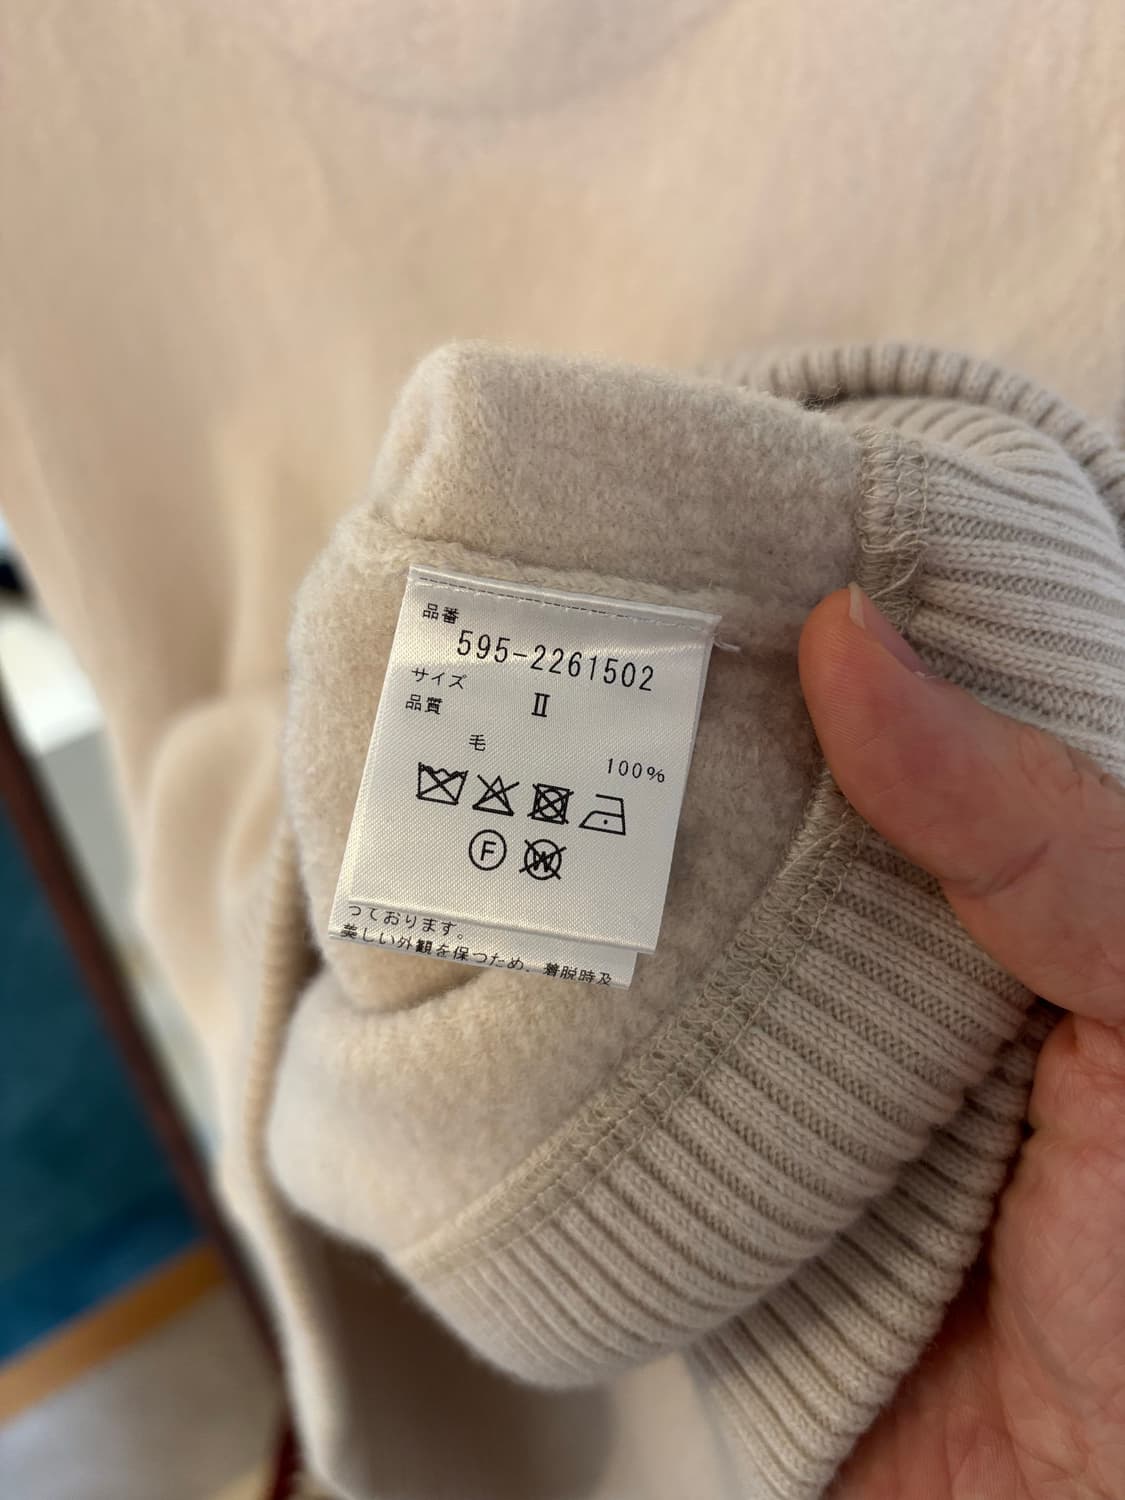 品番
595-2261502
サイズ
Ⅱ
品質
毛
100%
F
W
っております。
美しい外観を保つため、着脱時及